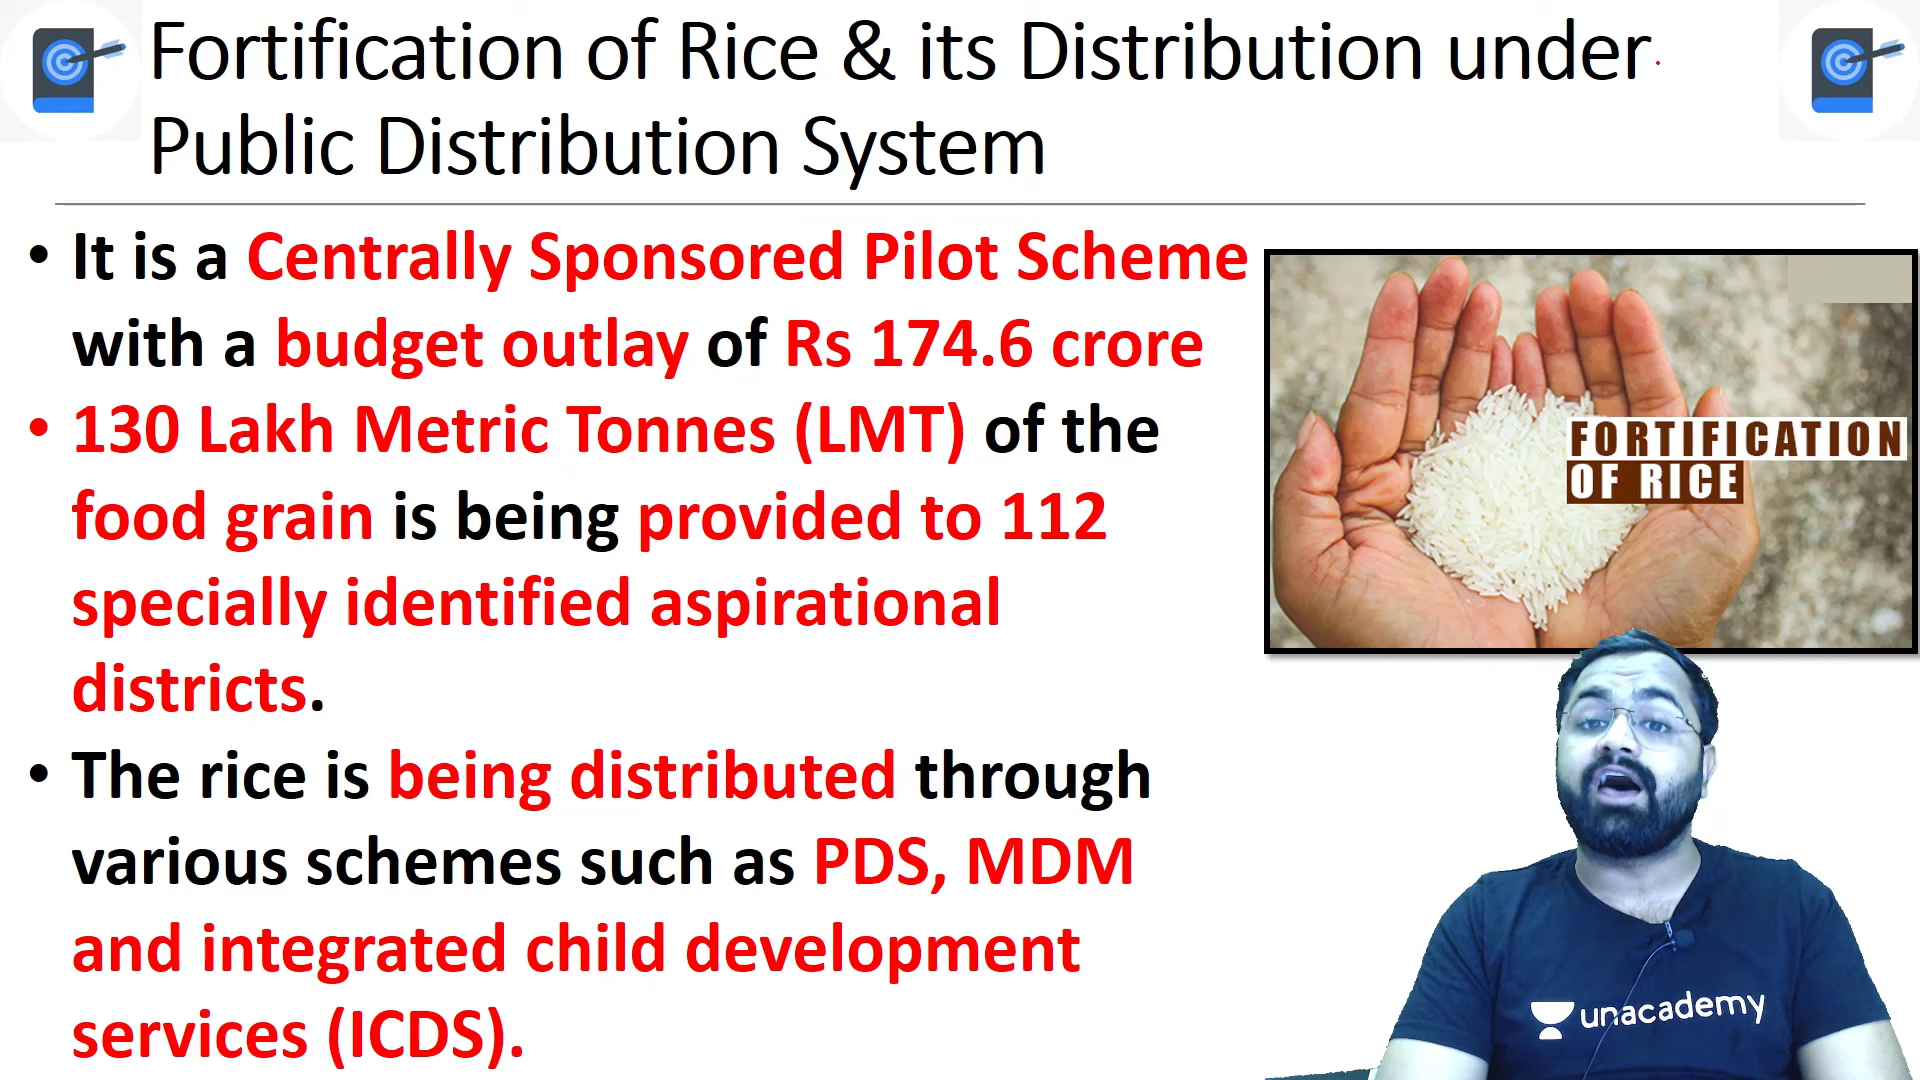 Fortification of Rice & its Distribution under
Public Distribution System
• It is a Centrally Sponsored Pilot Scheme
with a budget outlay of Rs 174.6 crore
• 130 Lakh Metric Tonnes (LMT) of the
food grain is being provided to 112
specially identified aspirational
districts.
• The rice is being distributed through
various schemes such as PDS, MDM
and integrated child development
services (ICDS).
FORTIFICATION
OF RICE
unacademy